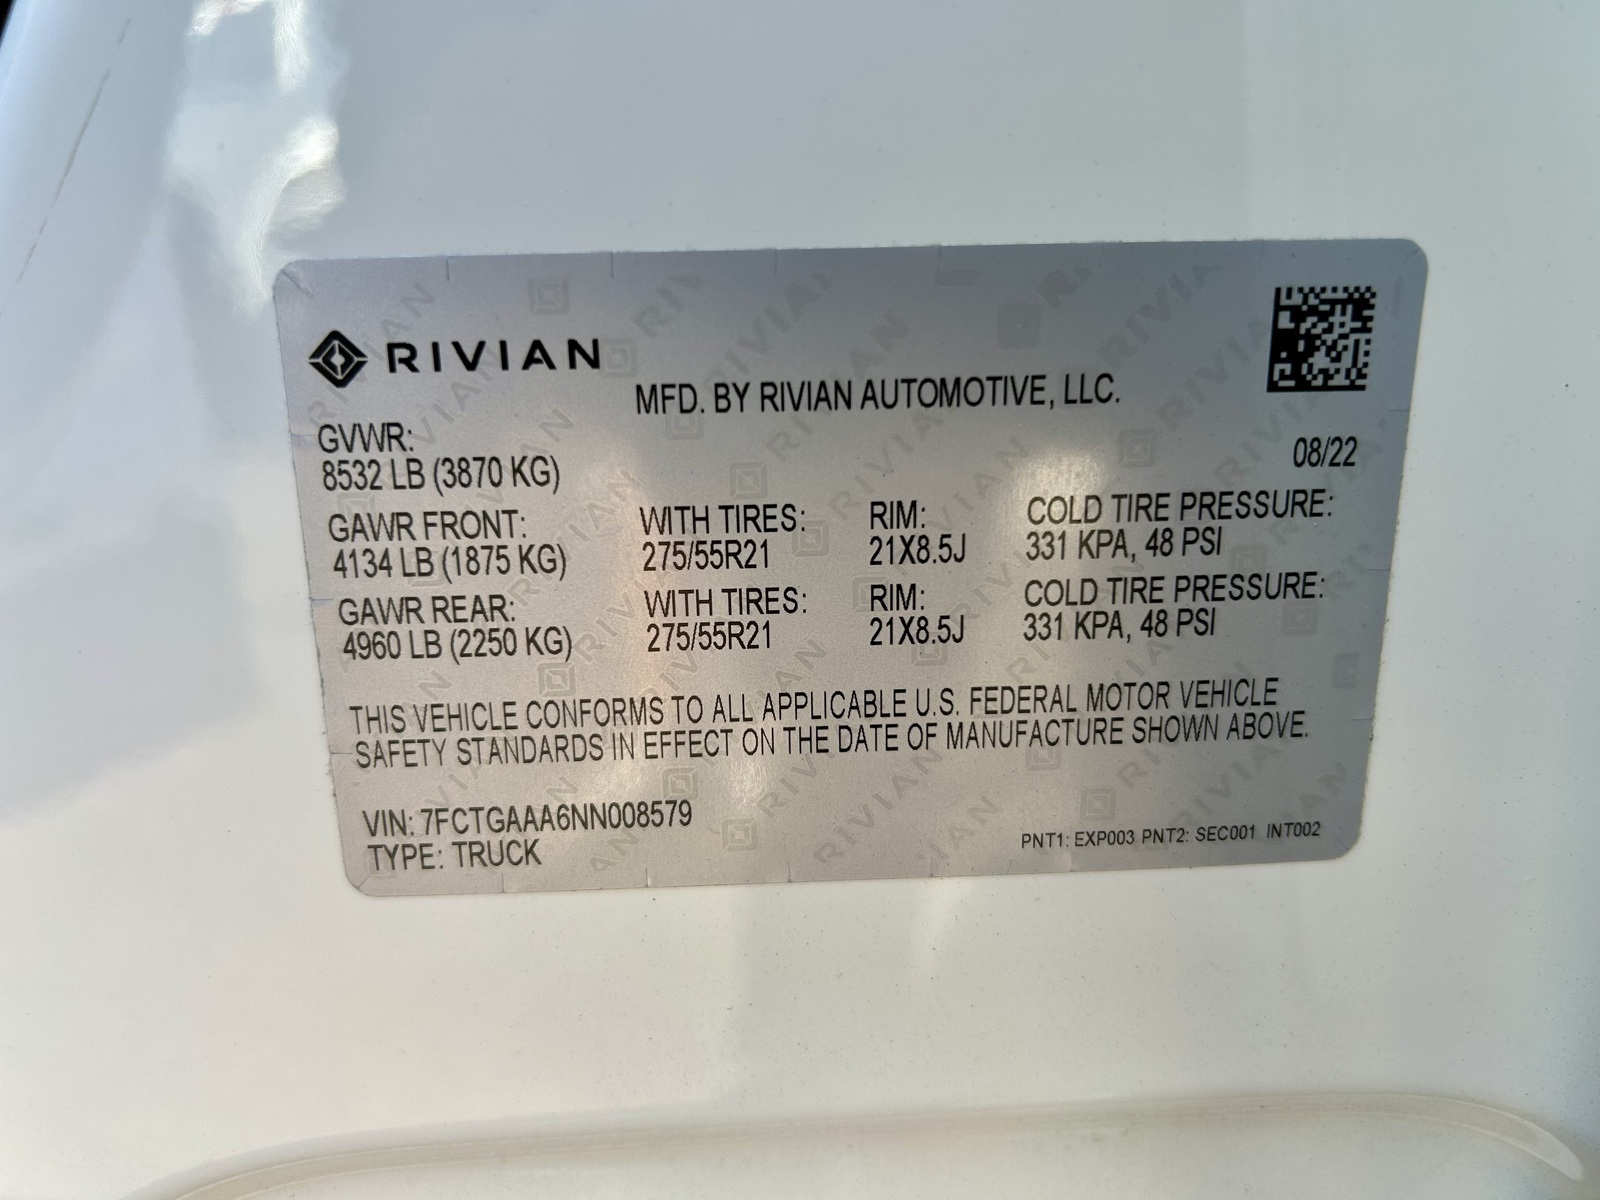 RIVIAN
MFD. BY RIVIAN AUTOMOTIVE, LLC.
GVWR:
8532 LB (3870 KG)
08/22
GAWR FRONT: WITH TIRES: RIM: COLD TIRE PRESSURE:
4134 LB (1875 KG) 275/55R21 21X8.5J 331 KPA, 48 PSI
GAWR REAR: WITH TIRES: RIM: COLD TIRE PRESSURE:
4960 LB (2250 KG) 275/55R21 21X8.5J 331 KPA, 48 PSI
THIS VEHICLE CONFORMS TO ALL APPLICABLE U.S. FEDERAL MOTOR VEHICLE
SAFETY STANDARDS IN EFFECT ON THE DATE OF MANUFACTURE SHOWN ABOVE.
VIN: 7FCTGAAA6NN008579
TYPE: TRUCK
PNT1: EXP003 PNT2: SEC001 INT002